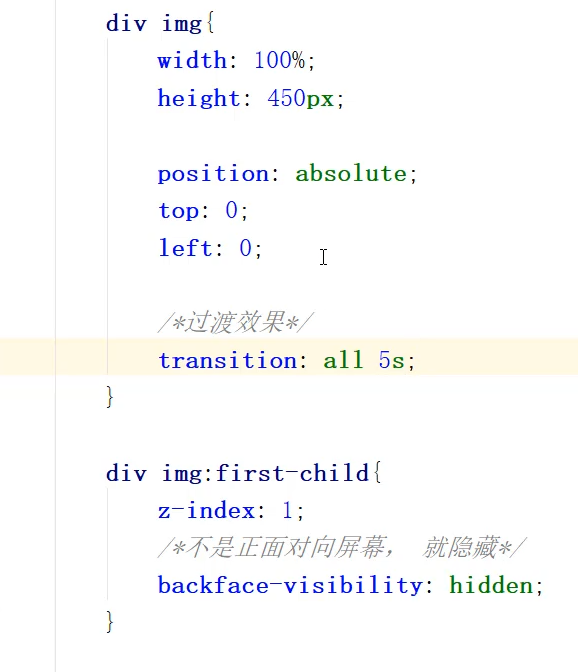 div img{
width: 100%;
height: 450px;
position: absolute;
top: 0;
left: 0;
/*过渡效果*/
transition: all 5s;
}
div img:first-child{
z-index: 1;
/*不是正面对向屏幕， 就隐藏*/
backface-visibility: hidden;
}